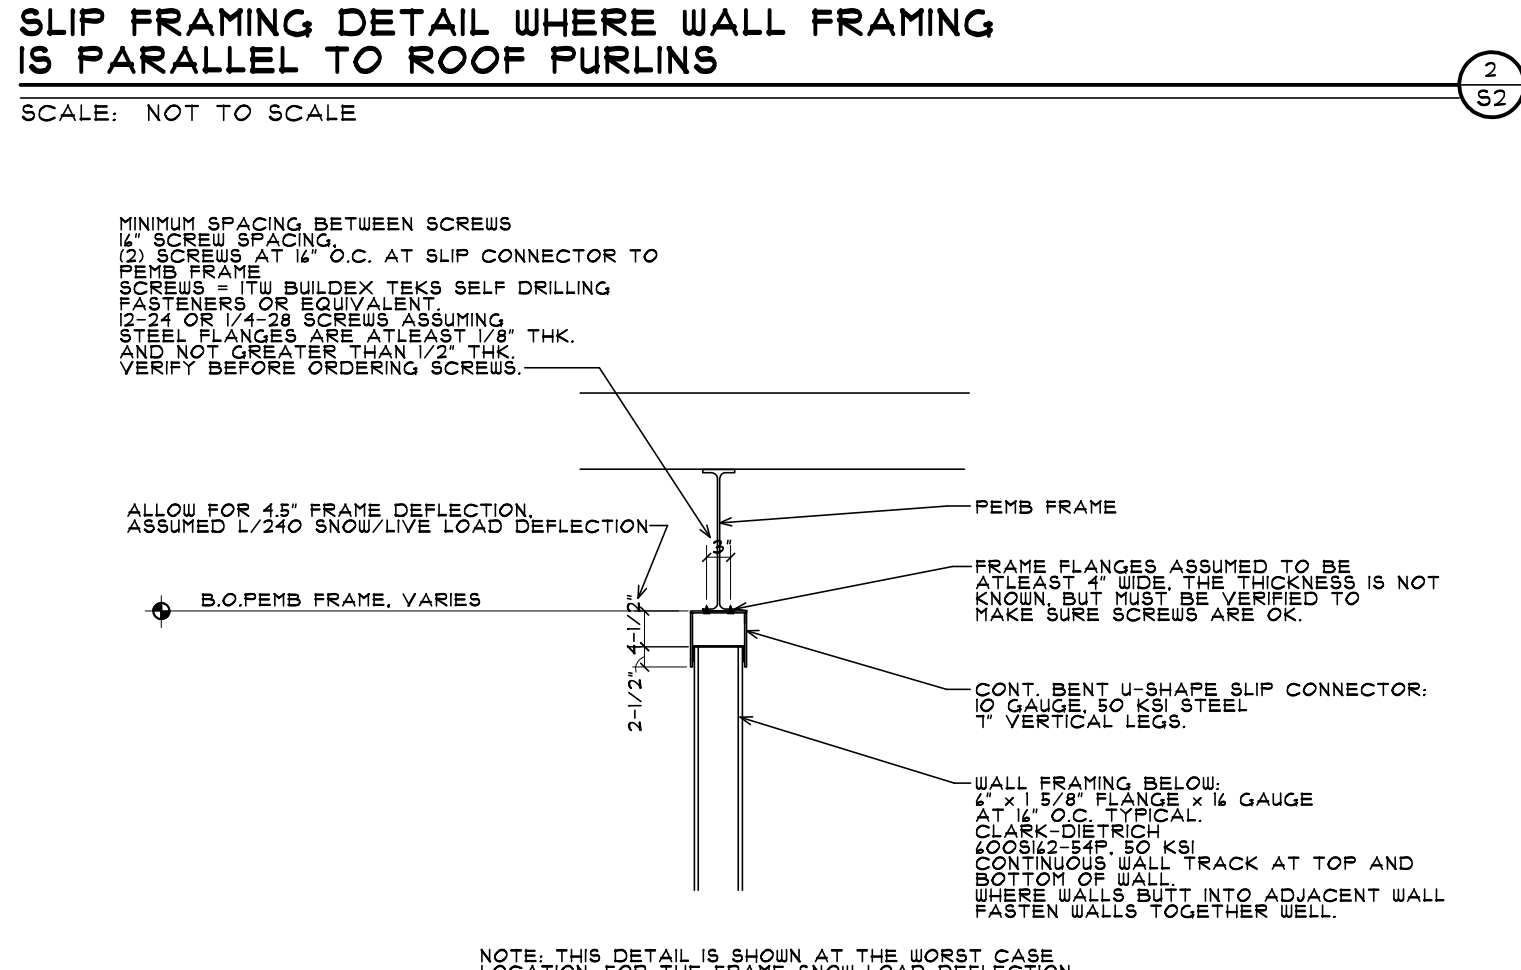 SLIP FRAMING DETAIL WHERE WALL FRAMING
IS PARALLEL TO ROOF PURLINS
SCALE: NOT TO SCALE
2
S2
MINIMUM SPACING BETWEEN SCREWS
16" SCREW SPACING.
(2) SCREWS AT 16" O.C. AT SLIP CONNECTOR TO
PEMB FRAME
SCREWS = ITW BUILDEX TEKS SELF DRILLING
FASTENERS OR EQUIVALENT.
12-24 OR 1/4-28 SCREWS ASSUMING
STEEL FLANGES ARE ATLEAST 1/8" THK.
AND NOT GREATER THAN 1/2" THK.
VERIFY BEFORE ORDERING SCREWS.
ALLOW FOR 4.5" FRAME DEFLECTION.
ASSUMED L/240 SNOW/LIVE LOAD DEFLECTION
B.O.PEMB FRAME, VARIES
3"
4-1/2"
2-1/2"
PEMB FRAME
FRAME FLANGES ASSUMED TO BE
ATLEAST 4" WIDE. THE THICKNESS IS NOT
KNOWN, BUT MUST BE VERIFIED TO
MAKE SURE SCREWS ARE OK.
CONT. BENT U-SHAPE SLIP CONNECTOR:
10 GAUGE, 50 KSI STEEL
7" VERTICAL LEGS.
WALL FRAMING BELOW:
6" x 1 5/8" FLANGE x 16 GAUGE
AT 16" O.C. TYPICAL.
CLARK-DIETRICH
600S162-54P, 50 KSI
CONTINUOUS WALL TRACK AT TOP AND
BOTTOM OF WALL.
WHERE WALLS BUTT INTO ADJACENT WALL
FASTEN WALLS TOGETHER WELL.
NOTE: THIS DETAIL IS SHOWN AT THE WORST CASE
LOCATION FOR THE FRAME SNOW LOAD DEFLECTION